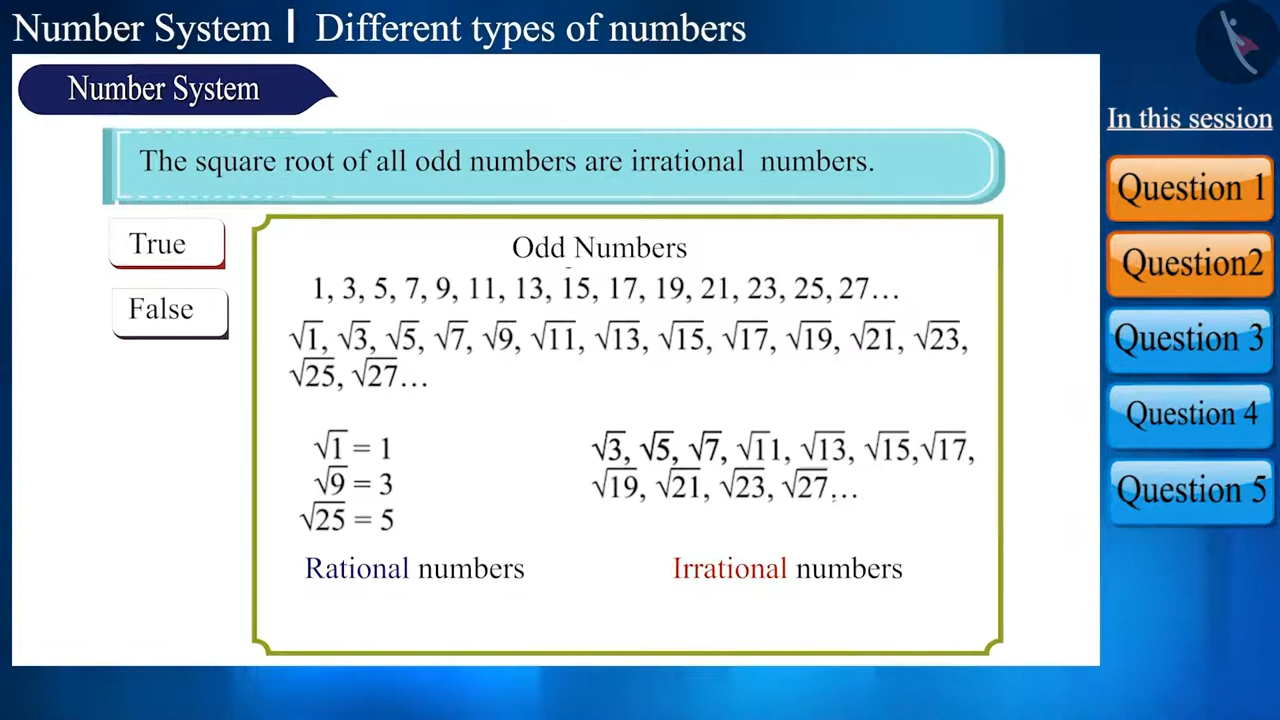 Number System | Different types of numbers
Number System
In this session
The square root of all odd numbers are irrational numbers.
Question 1
True
Odd Numbers
Question2
1, 3, 5, 7, 9, 11, 13, 15, 17, 19, 21, 23, 25, 27...
False
√1, √3, √5, √7, √9, √11, √13, √15, √17, √19, √21, √23,
√25, √27...
Question 3
Question 4
√1 = 1
√9 = 3
√25 = 5
√3, √5, √7, √11, √13, √15,√17,
√19, √21, √23, √27...
Question 5
Rational numbers
Irrational numbers